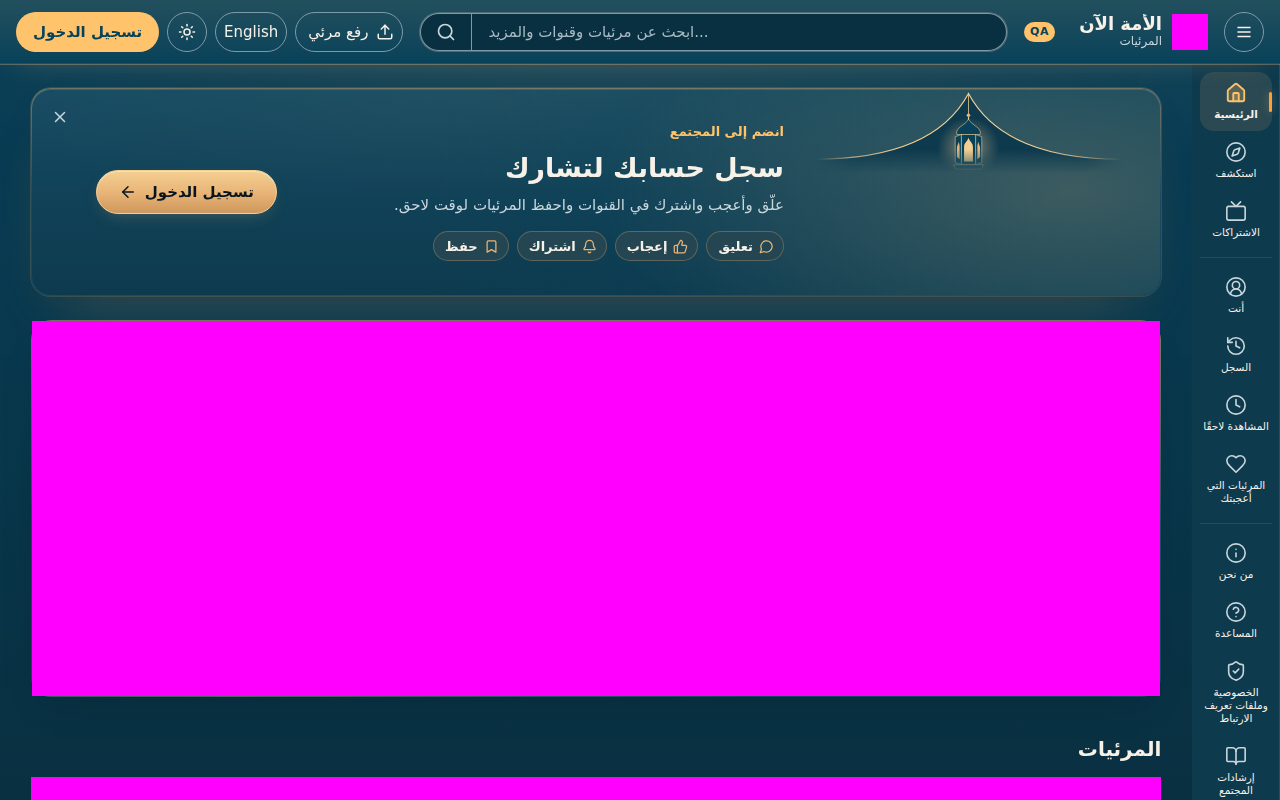 الأمة الآن
المرئيات
QA
ابحث عن مرئيات وقنوات والمزيد...
رفع مرئي
English
تسجيل الدخول
الرئيسية
استكشف
الاشتراكات
أنت
السجل
المشاهدة لاحقًا
المرئيات التي
أعجبتك
من نحن
المساعدة
الخصوصية
وملفات تعريف
الارتباط
إرشادات
المجتمع
انضم إلى المجتمع
سجل حسابك لتشارك
علّق وأعجب واشترك في القنوات واحفظ المرئيات لوقت لاحق.
تعليق
إعجاب
اشتراك
حفظ
تسجيل الدخول
المرئيات